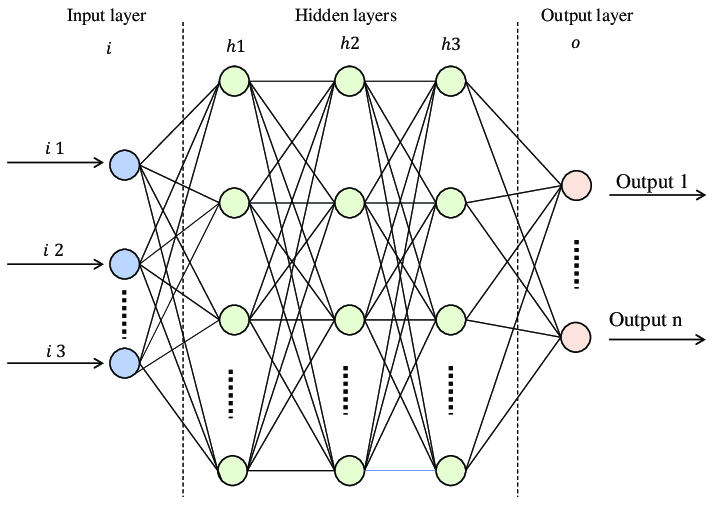 Input layer
Hidden layers
Output layer
i
h1
h2
h3
o
i 1
i 2
i 3
Output 1
Output n